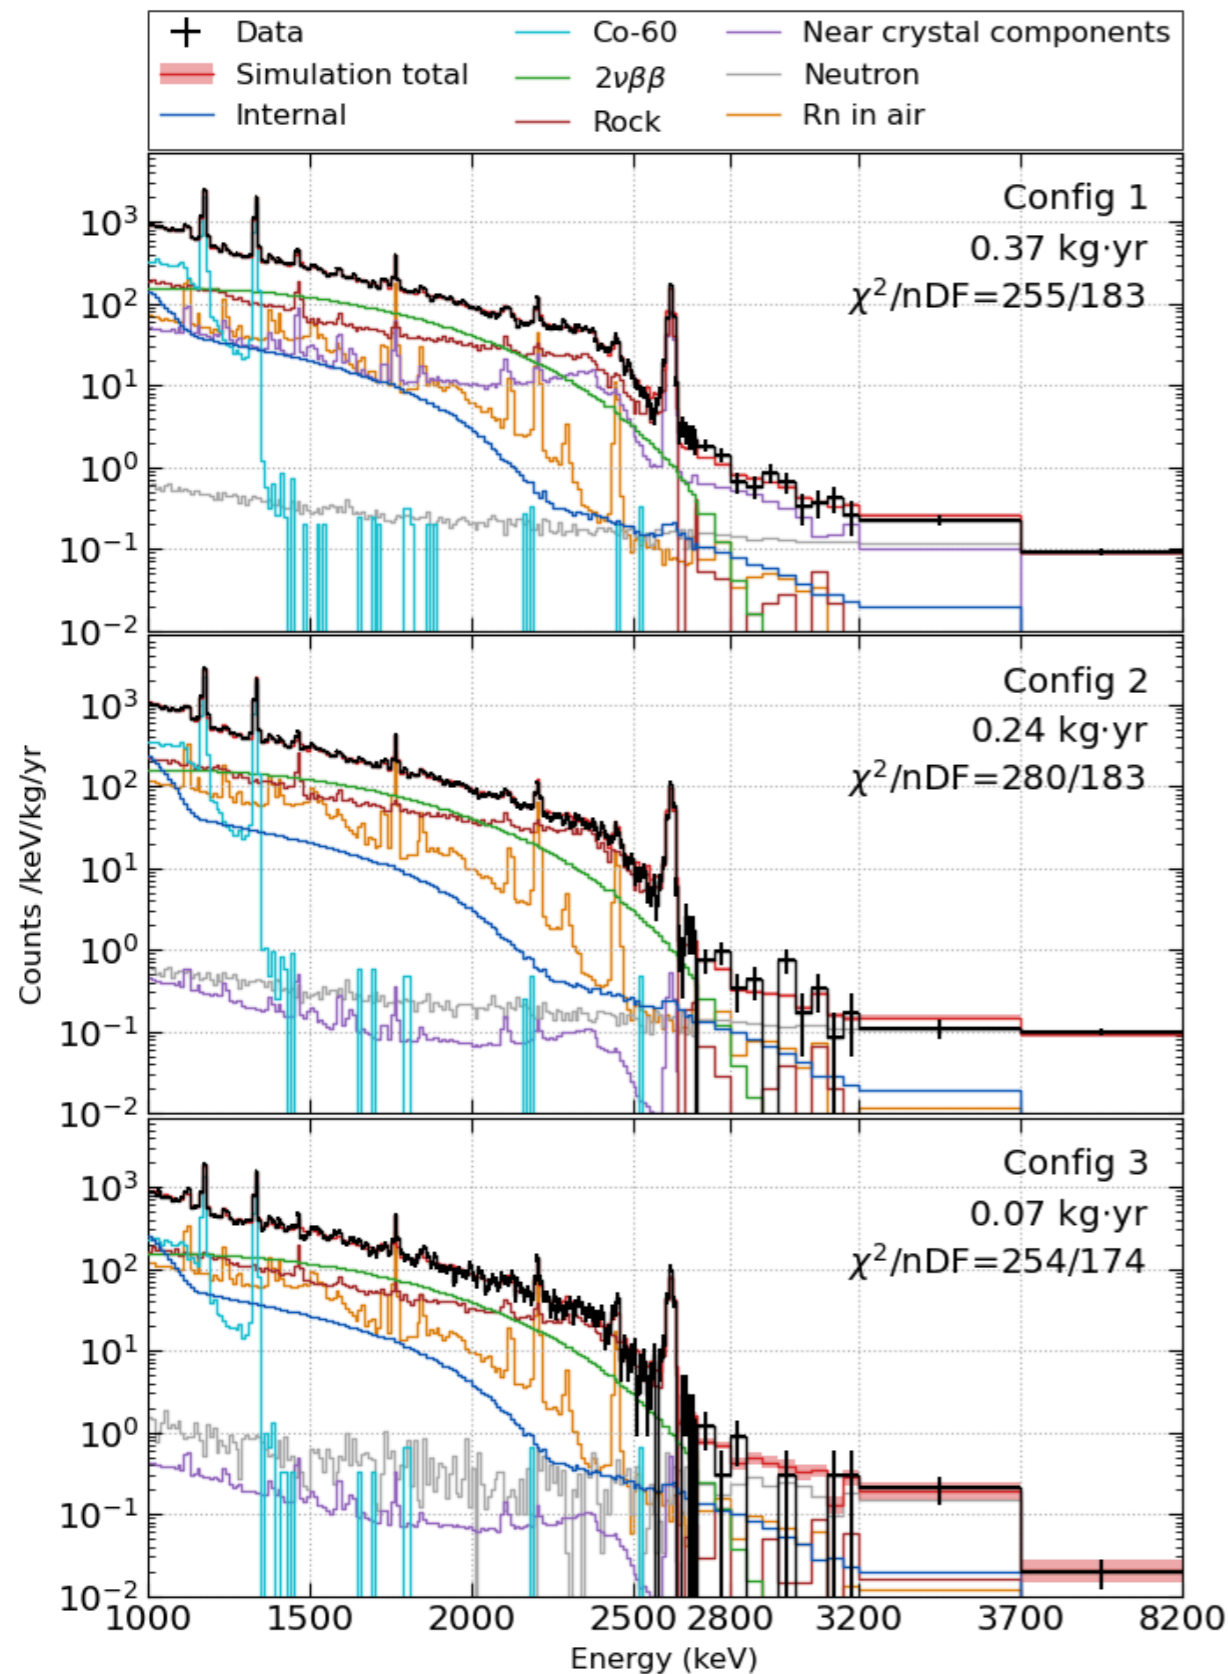 Data
Simulation total
Internal
Co-60
2νββ
Rock
Near crystal components
Neutron
Rn in air
Counts /keV/kg/yr
Config 1
0.37 kg·yr
χ²/nDF=255/183
10³
10²
10¹
10⁰
10⁻¹
10⁻²
Config 2
0.24 kg·yr
χ²/nDF=280/183
10³
10²
10¹
10⁰
10⁻¹
10⁻²
Config 3
0.07 kg·yr
χ²/nDF=254/174
10³
10²
10¹
10⁰
10⁻¹
10⁻²
1000 1500 2000 2500 2800 3200 3700 8200
Energy (keV)